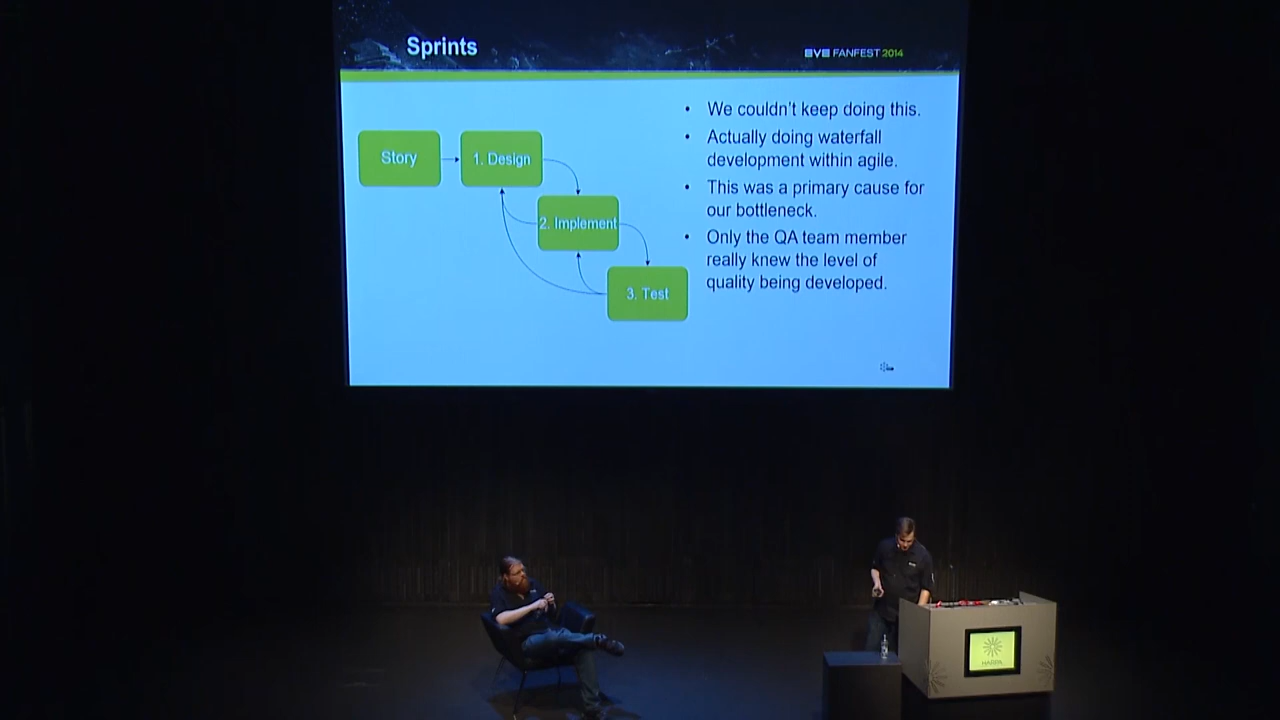 Sprints
EVE FANFEST 2014
Story
1. Design
2. Implement
3. Test
• We couldn't keep doing this.
• Actually doing waterfall
development within agile.
• This was a primary cause for
our bottleneck.
• Only the QA team member
really knew the level of
quality being developed.
HARPA